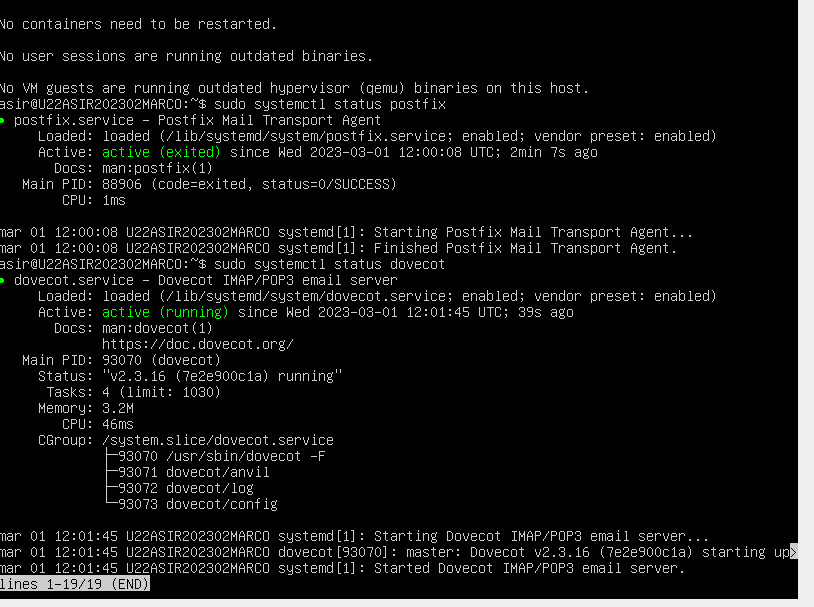 No containers need to be restarted.
No user sessions are running outdated binaries.
No VM guests are running outdated hypervisor (qemu) binaries on this host.
asir@U22ASIR202302MARCO:~$ sudo systemctl status postfix
● postfix.service - Postfix Mail Transport Agent
Loaded: loaded (/lib/systemd/system/postfix.service; enabled; vendor preset: enabled)
Active: active (exited) since Wed 2023-03-01 12:00:08 UTC; 2min 7s ago
Docs: man:postfix(1)
Main PID: 88906 (code=exited, status=0/SUCCESS)
CPU: 1ms
mar 01 12:00:08 U22ASIR202302MARCO systemd[1]: Starting Postfix Mail Transport Agent...
mar 01 12:00:08 U22ASIR202302MARCO systemd[1]: Finished Postfix Mail Transport Agent.
asir@U22ASIR202302MARCO:~$ sudo systemctl status dovecot
● dovecot.service - Dovecot IMAP/POP3 email server
Loaded: loaded (/lib/systemd/system/dovecot.service; enabled; vendor preset: enabled)
Active: active (running) since Wed 2023-03-01 12:01:45 UTC; 39s ago
Docs: man:dovecot(1)
https://doc.dovecot.org/
Main PID: 93070 (dovecot)
Status: "v2.3.16 (7e2e900c1a) running"
Tasks: 4 (limit: 1030)
Memory: 3.2M
CPU: 46ms
CGroup: /system.slice/dovecot.service
├─93070 /usr/sbin/dovecot -F
├─93071 dovecot/anvil
├─93072 dovecot/log
└─93073 dovecot/config
mar 01 12:01:45 U22ASIR202302MARCO systemd[1]: Starting Dovecot IMAP/POP3 email server...
mar 01 12:01:45 U22ASIR202302MARCO dovecot[93070]: master: Dovecot v2.3.16 (7e2e900c1a) starting up>
mar 01 12:01:45 U22ASIR202302MARCO systemd[1]: Started Dovecot IMAP/POP3 email server.
lines 1-19/19 (END)